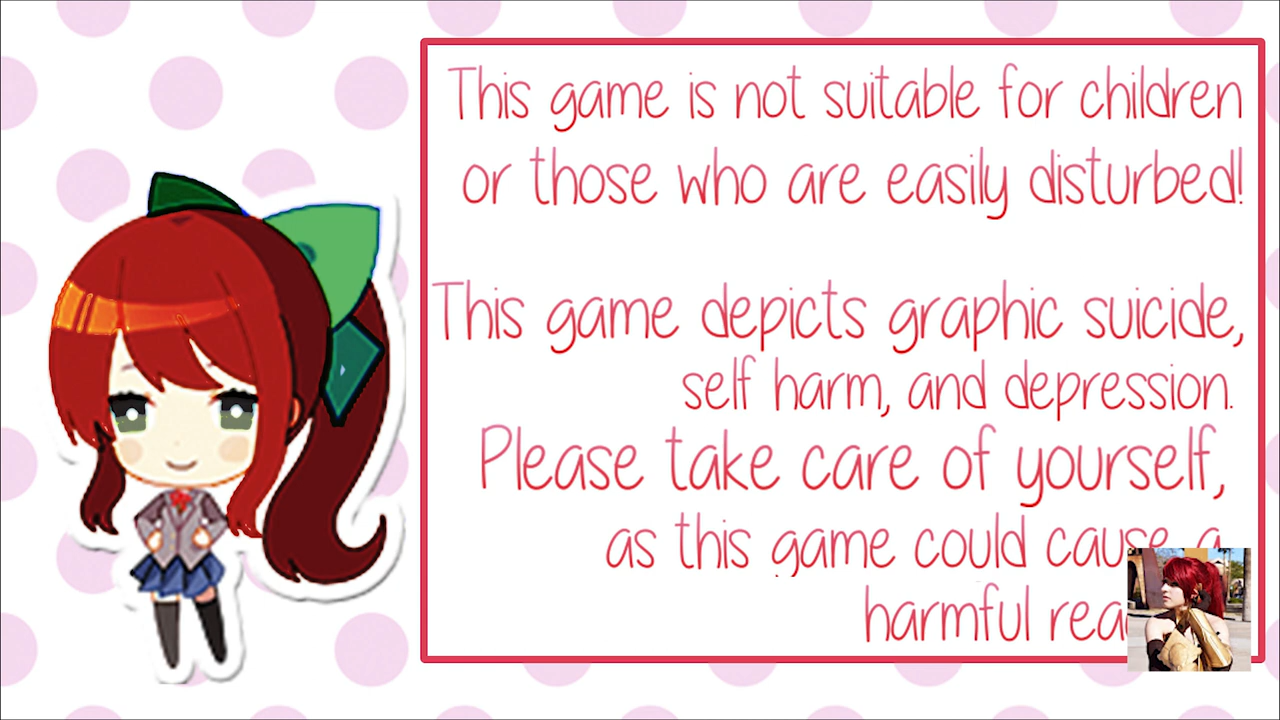 This game is not suitable for children
or those who are easily disturbed!
This game depicts graphic suicide,
self harm, and depression.
Please take care of yourself,
as this game could cause a
harmful rea